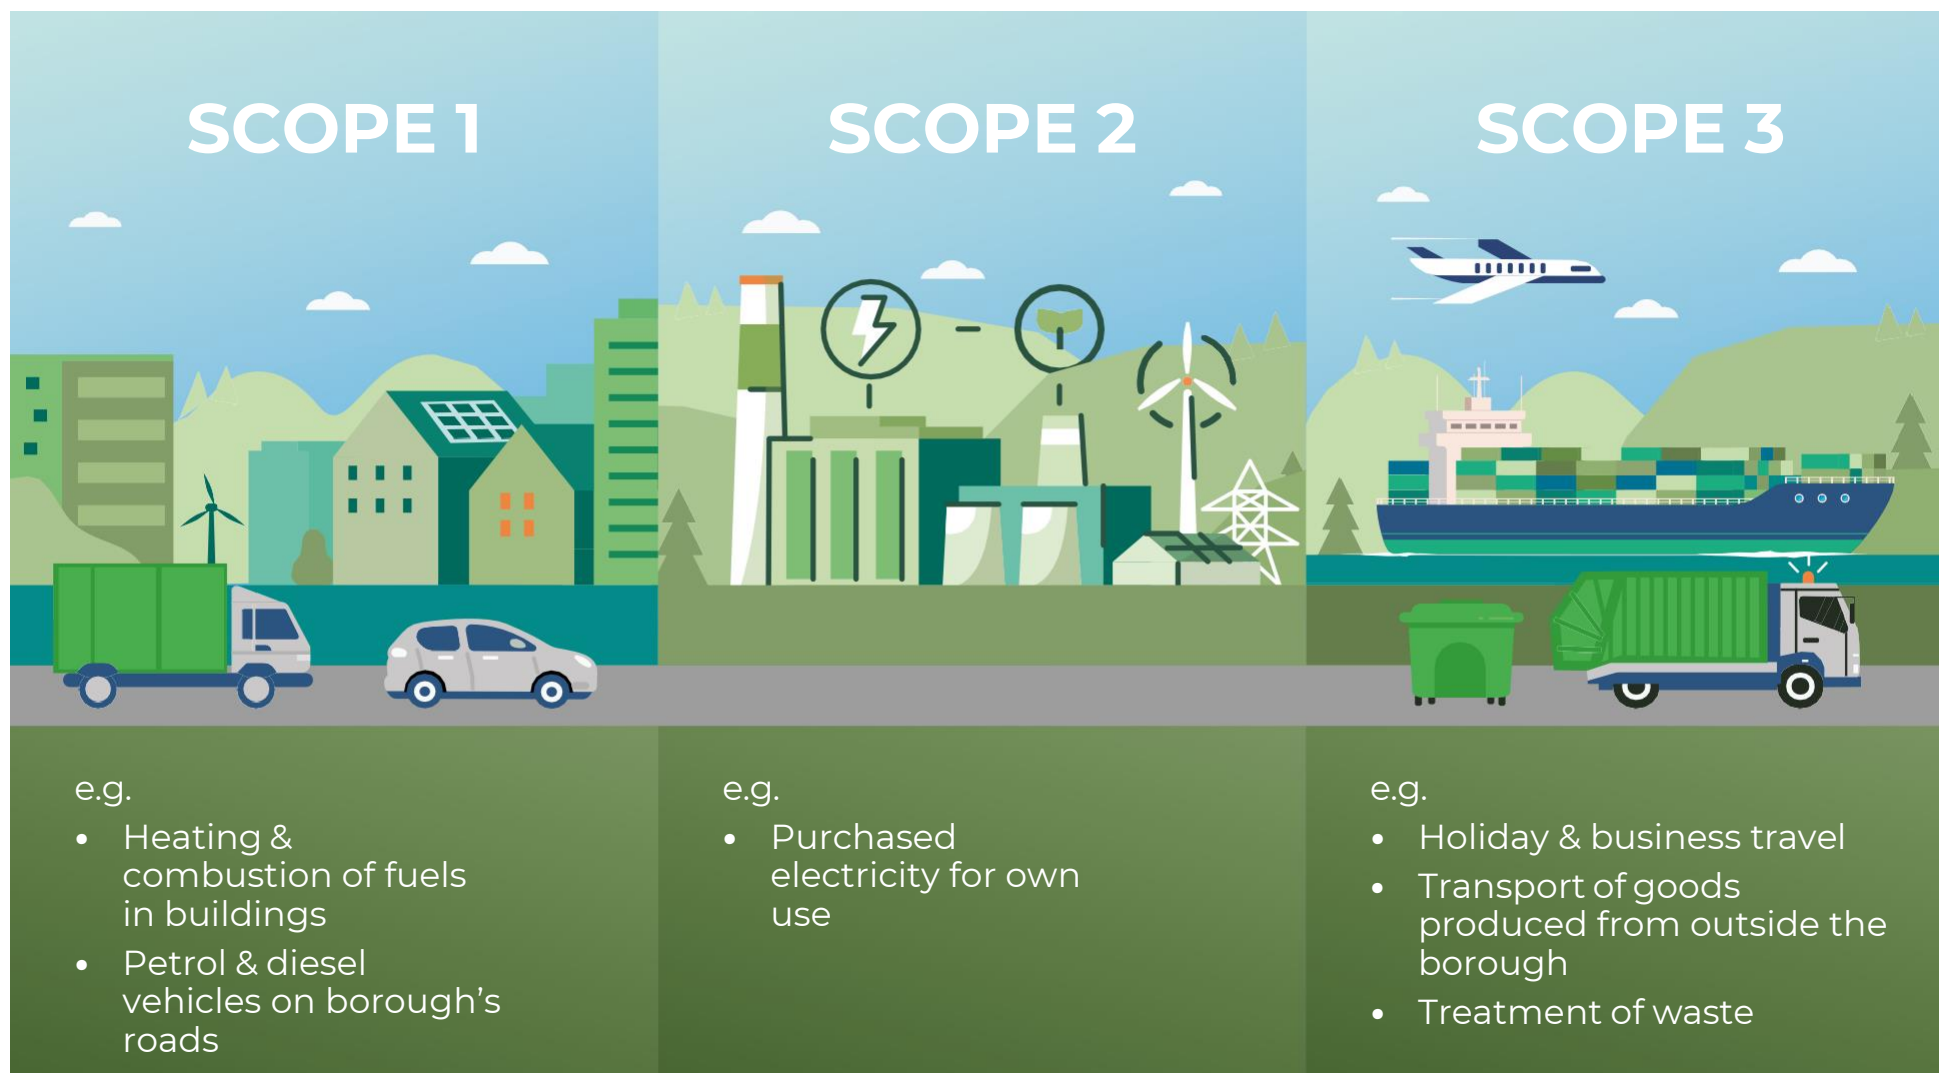 SCOPE 1
e.g.
• Heating &
combustion of fuels
in buildings
• Petrol & diesel
vehicles on borough’s
roads
SCOPE 2
e.g.
• Purchased
electricity for own
use
SCOPE 3
e.g.
• Holiday & business travel
• Transport of goods
produced from outside the
borough
• Treatment of waste